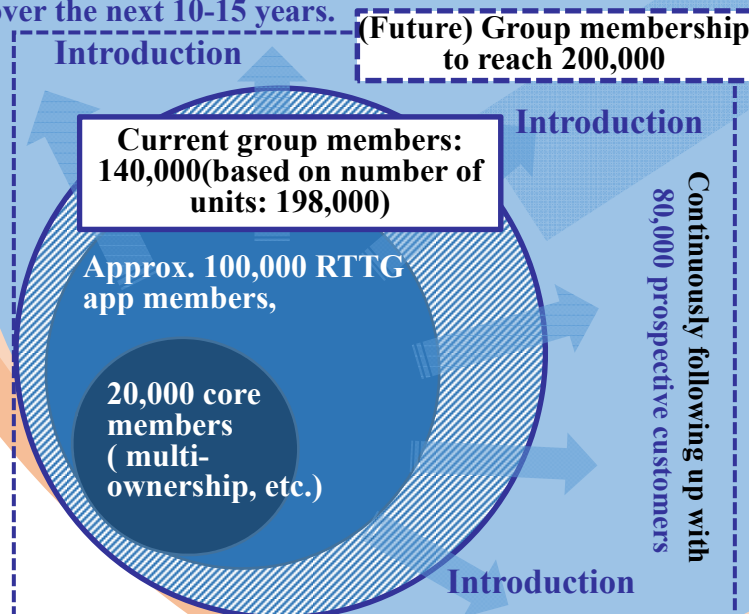 over the next 10-15 years.
(Future) Group membership
to reach 200,000
Introduction
Introduction
Current group members:
140,000(based on number of
units: 198,000)
Approx. 100,000 RTTG
app members,
20,000 core
members
( multi-
ownership, etc.)
Continuously following up with
80,000 prospective customers
Introduction